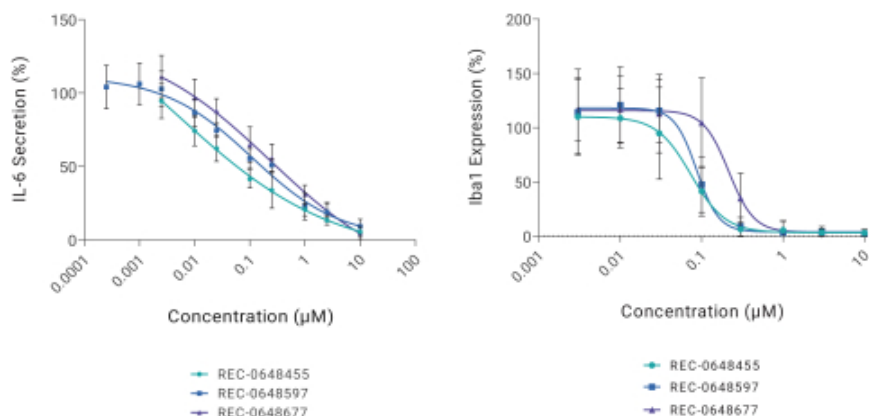 150
100
50
0
IL-6 Secretion (%)
0.0001
0.001
0.01
0.1
1
10
100
Concentration (µM)
REC-0648455
REC-0648597
REC-0648677
200
150
100
50
0
Iba1 Expression (%)
0.001
0.01
0.1
1
10
Concentration (µM)
REC-0648455
REC-0648597
REC-0648677